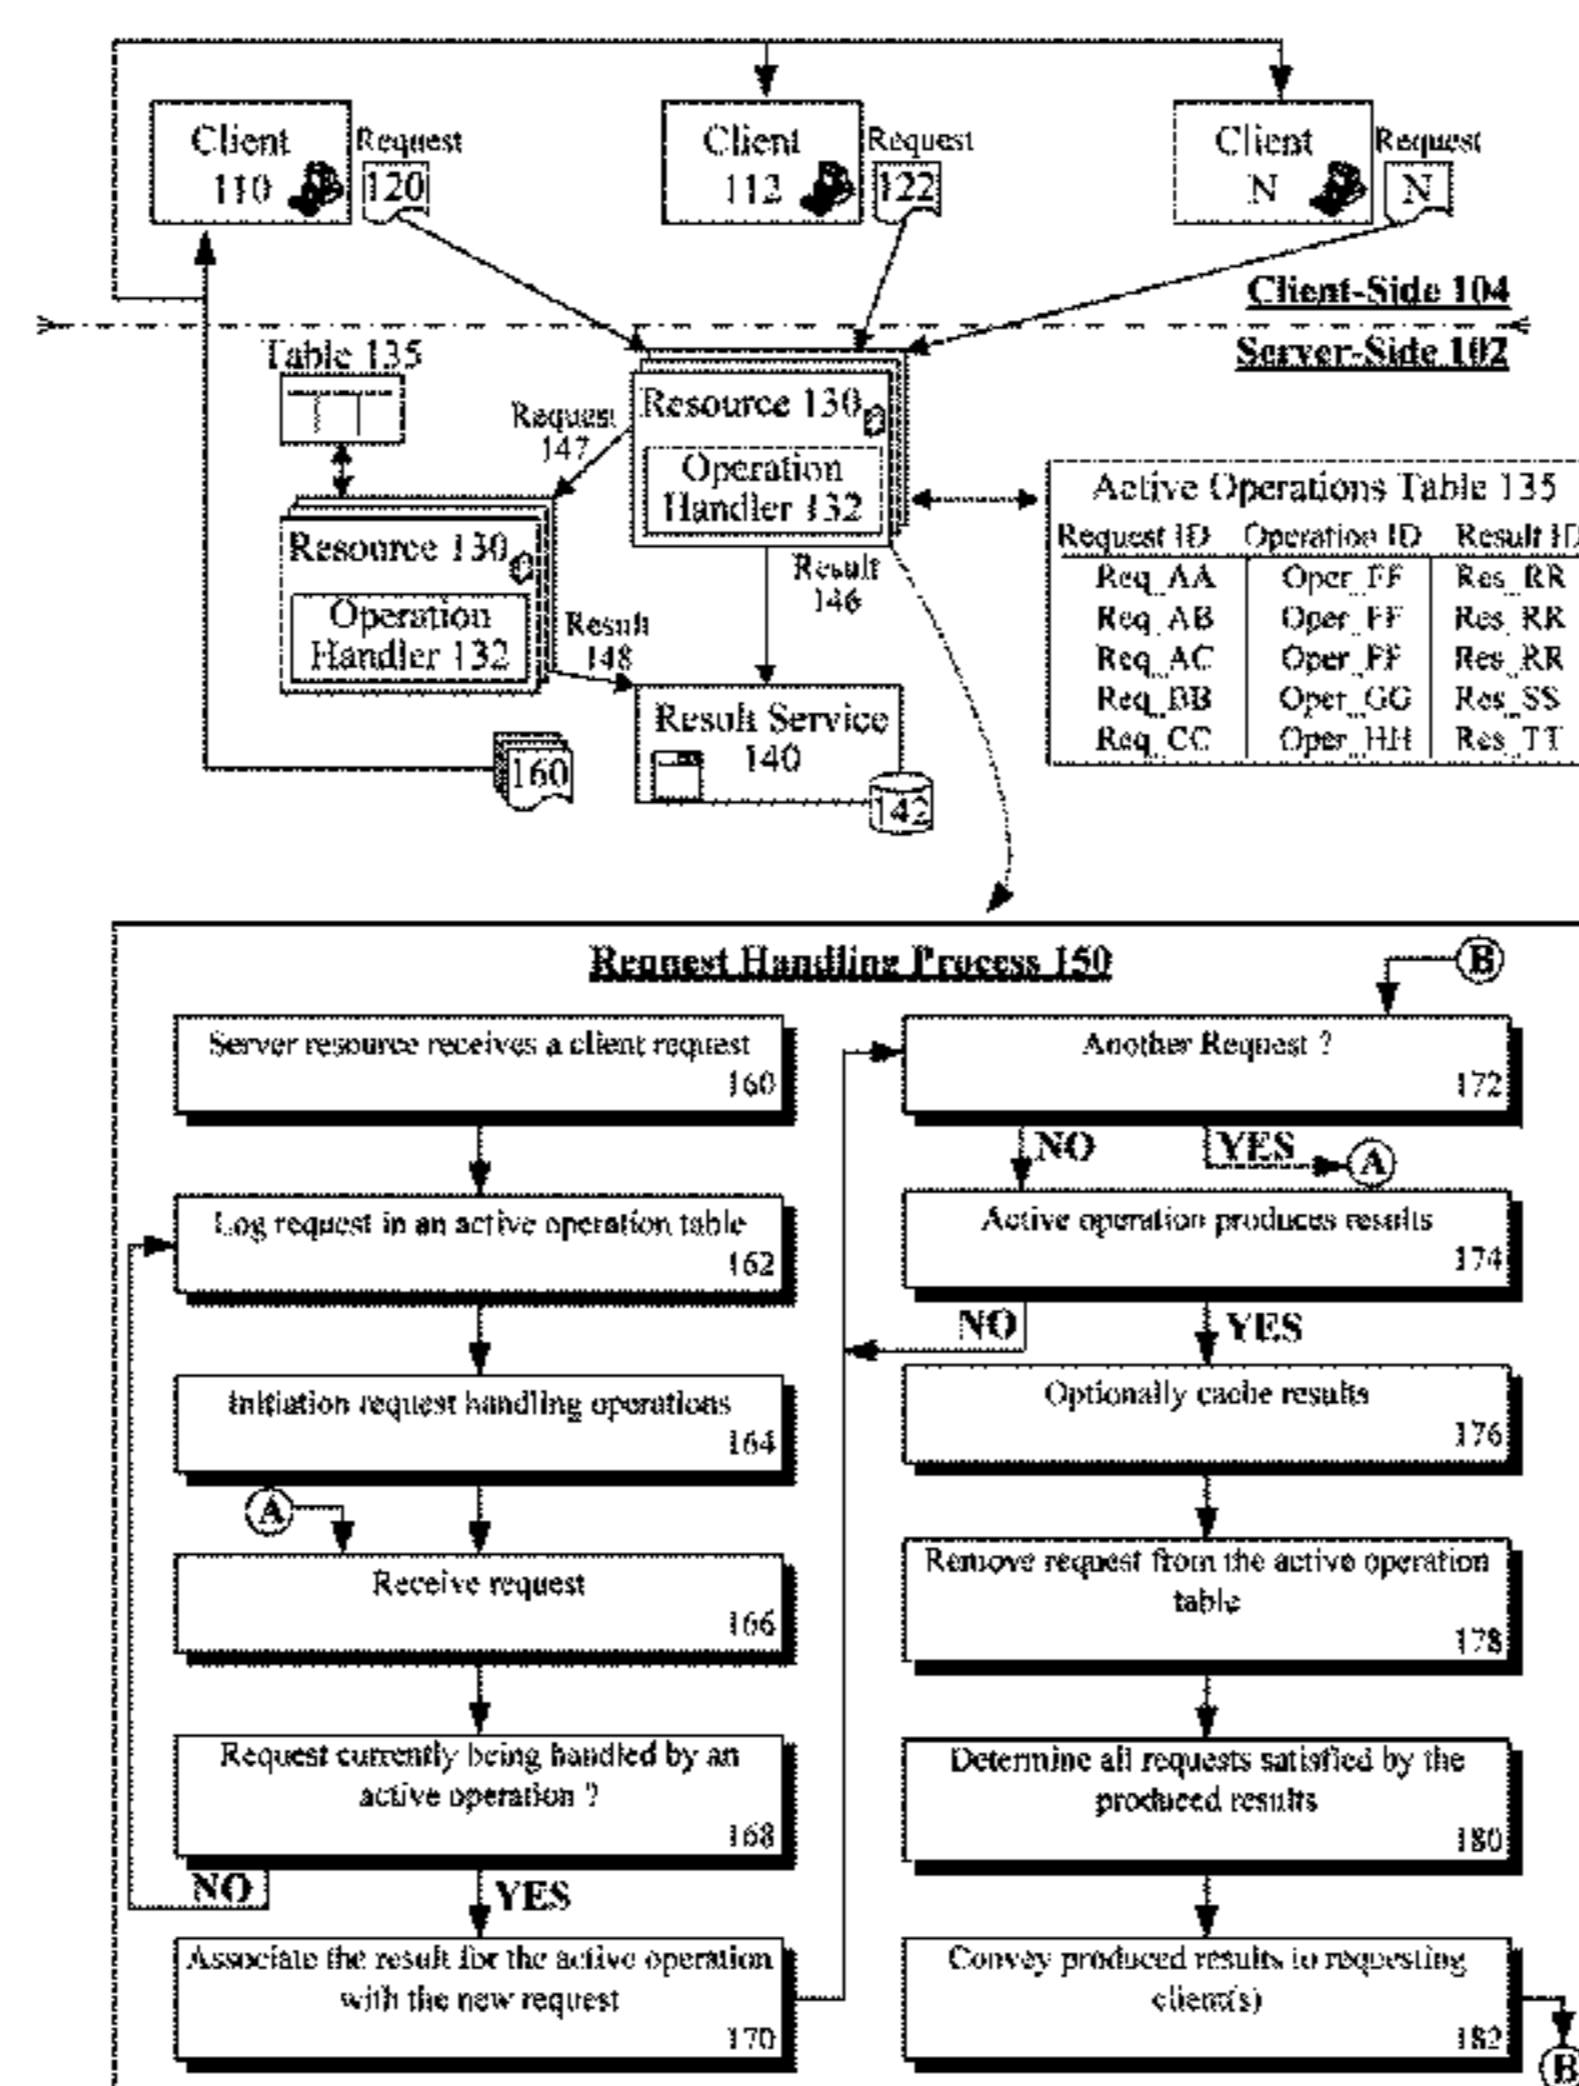 Client
110
Request
120
Client
112
Request
122
Client
N
Request
N
Client-Side 104
Server-Side 102
Table 135
Request
147
Resource 130
Operation
Handler 132
Resource 130
Operation
Handler 132
Result
146
Result
148
Result Service
140
142
160
Active Operations Table 135
Request ID Operation ID Result ID
Req_AA Oper_FF Res_RR
Req_AB Oper_FF Res_RR
Req_AC Oper_FF Res_RR
Req_BB Oper_GG Res_SS
Req_CC Oper_HH Res_TT
Request Handling Process 150
Server resource receives a client request
160
Log request in an active operation table
162
Initiation request handling operations
164
A
Receive request
166
Request currently being handled by an
active operation ?
168
NO
YES
Associate the result for the active operation
with the new request
170
B
Another Request ?
172
NO
YES
A
Active operation produces results
174
NO
YES
Optionally cache results
176
Remove request from the active operation
table
178
Determine all requests satisfied by the
produced results
180
Convey produced results to requesting
client(s)
182
B